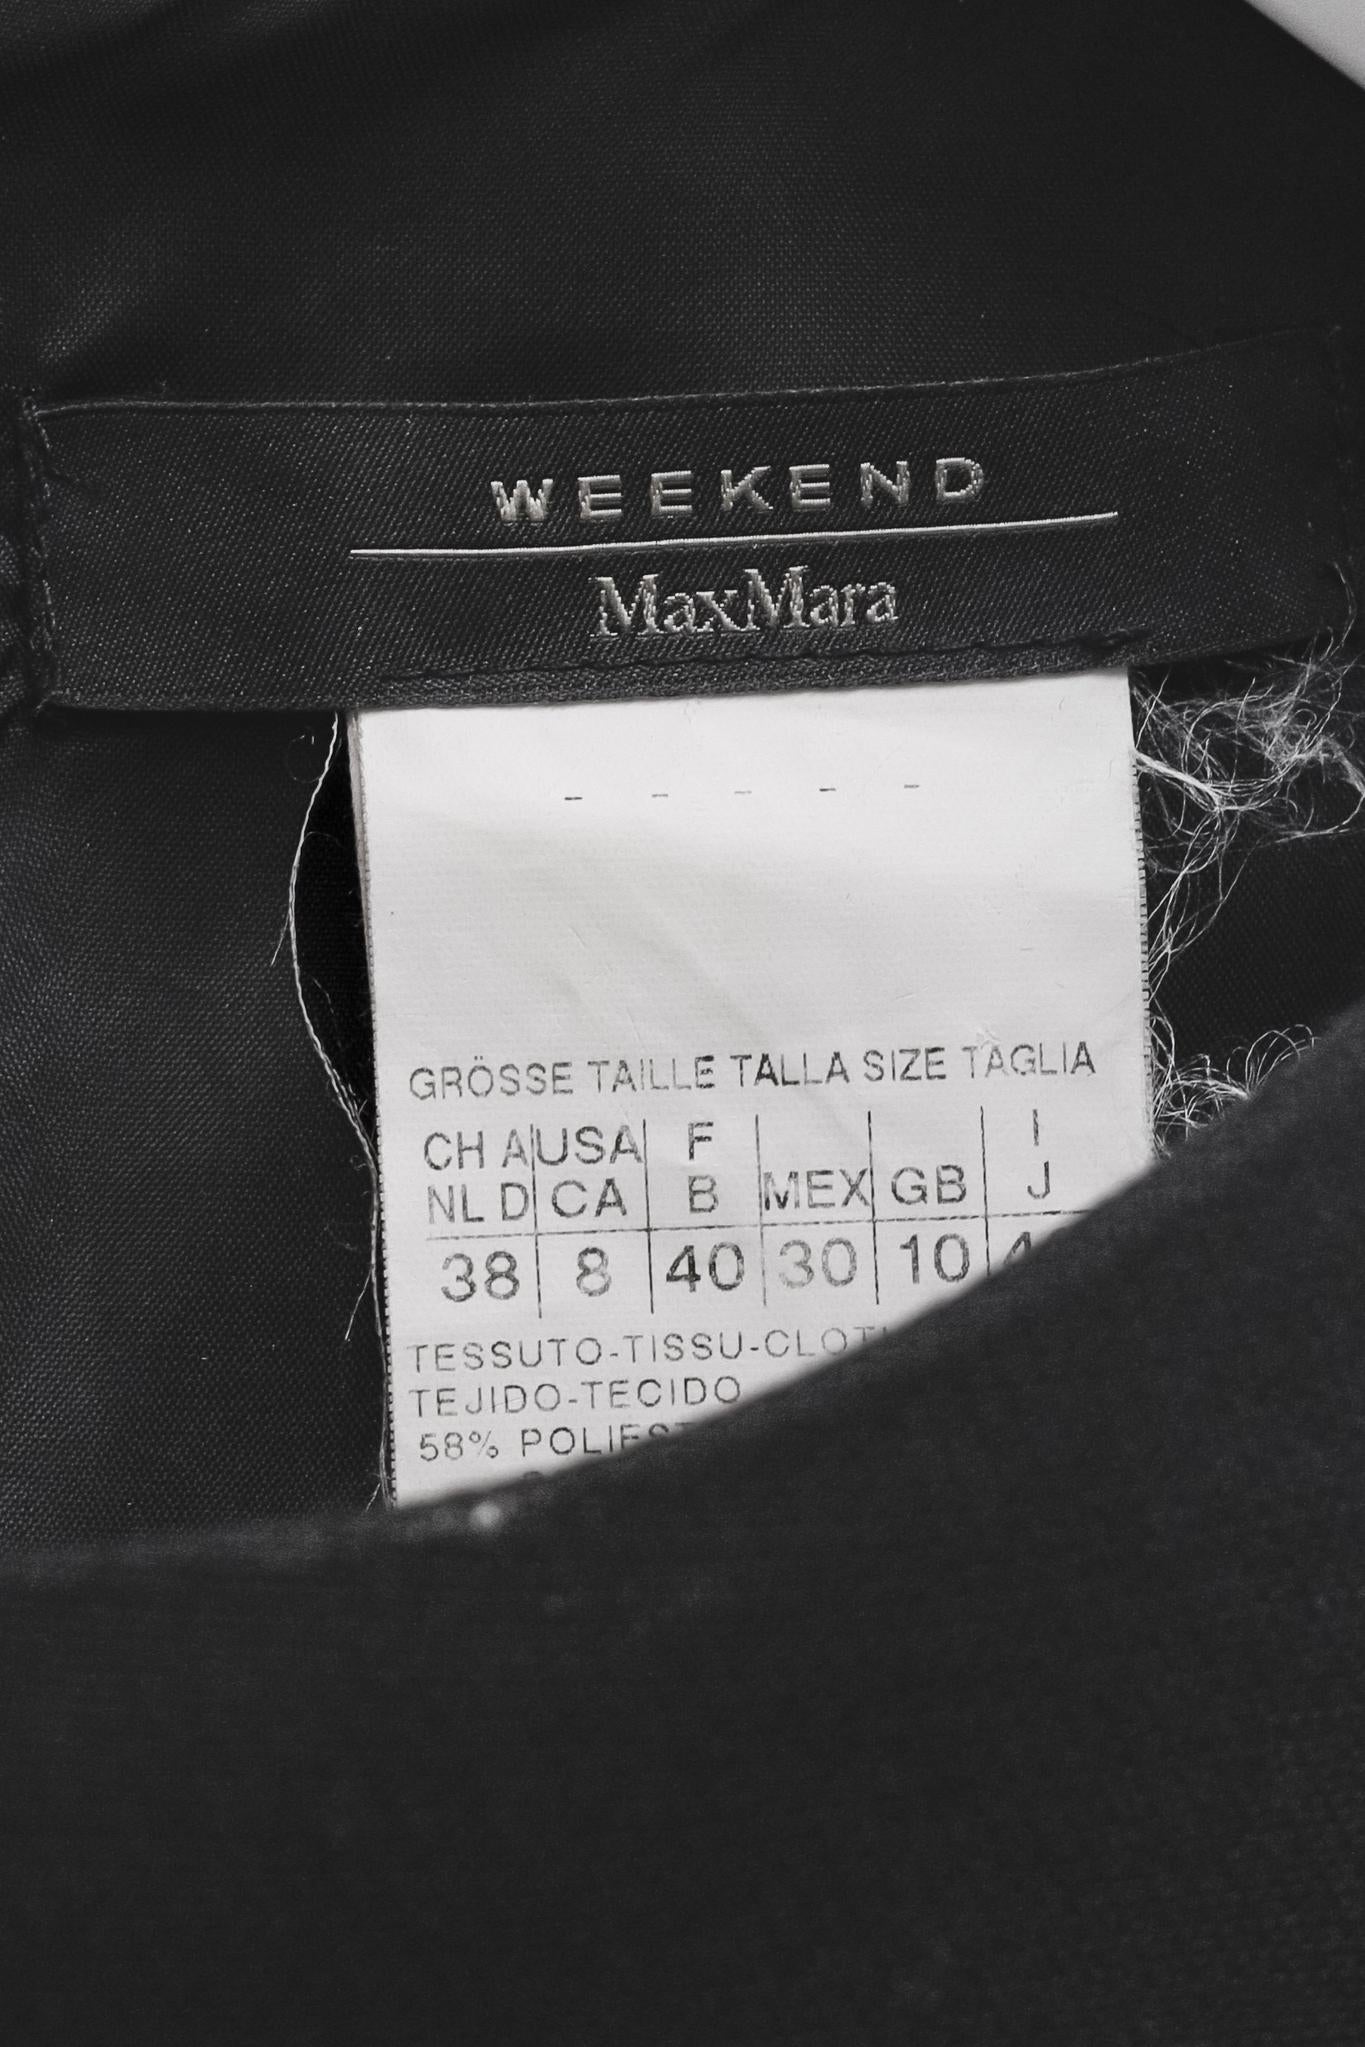 WEEKEND
MaxMara
- - - - -
GRÖSSE TAILLE TALLA SIZE TAGLIA
CH A USA F I
NL D CA B MEX GB J
38 8 40 30 10
TESSUTO-TISSU-
TEJIDO-TECIDO
58%